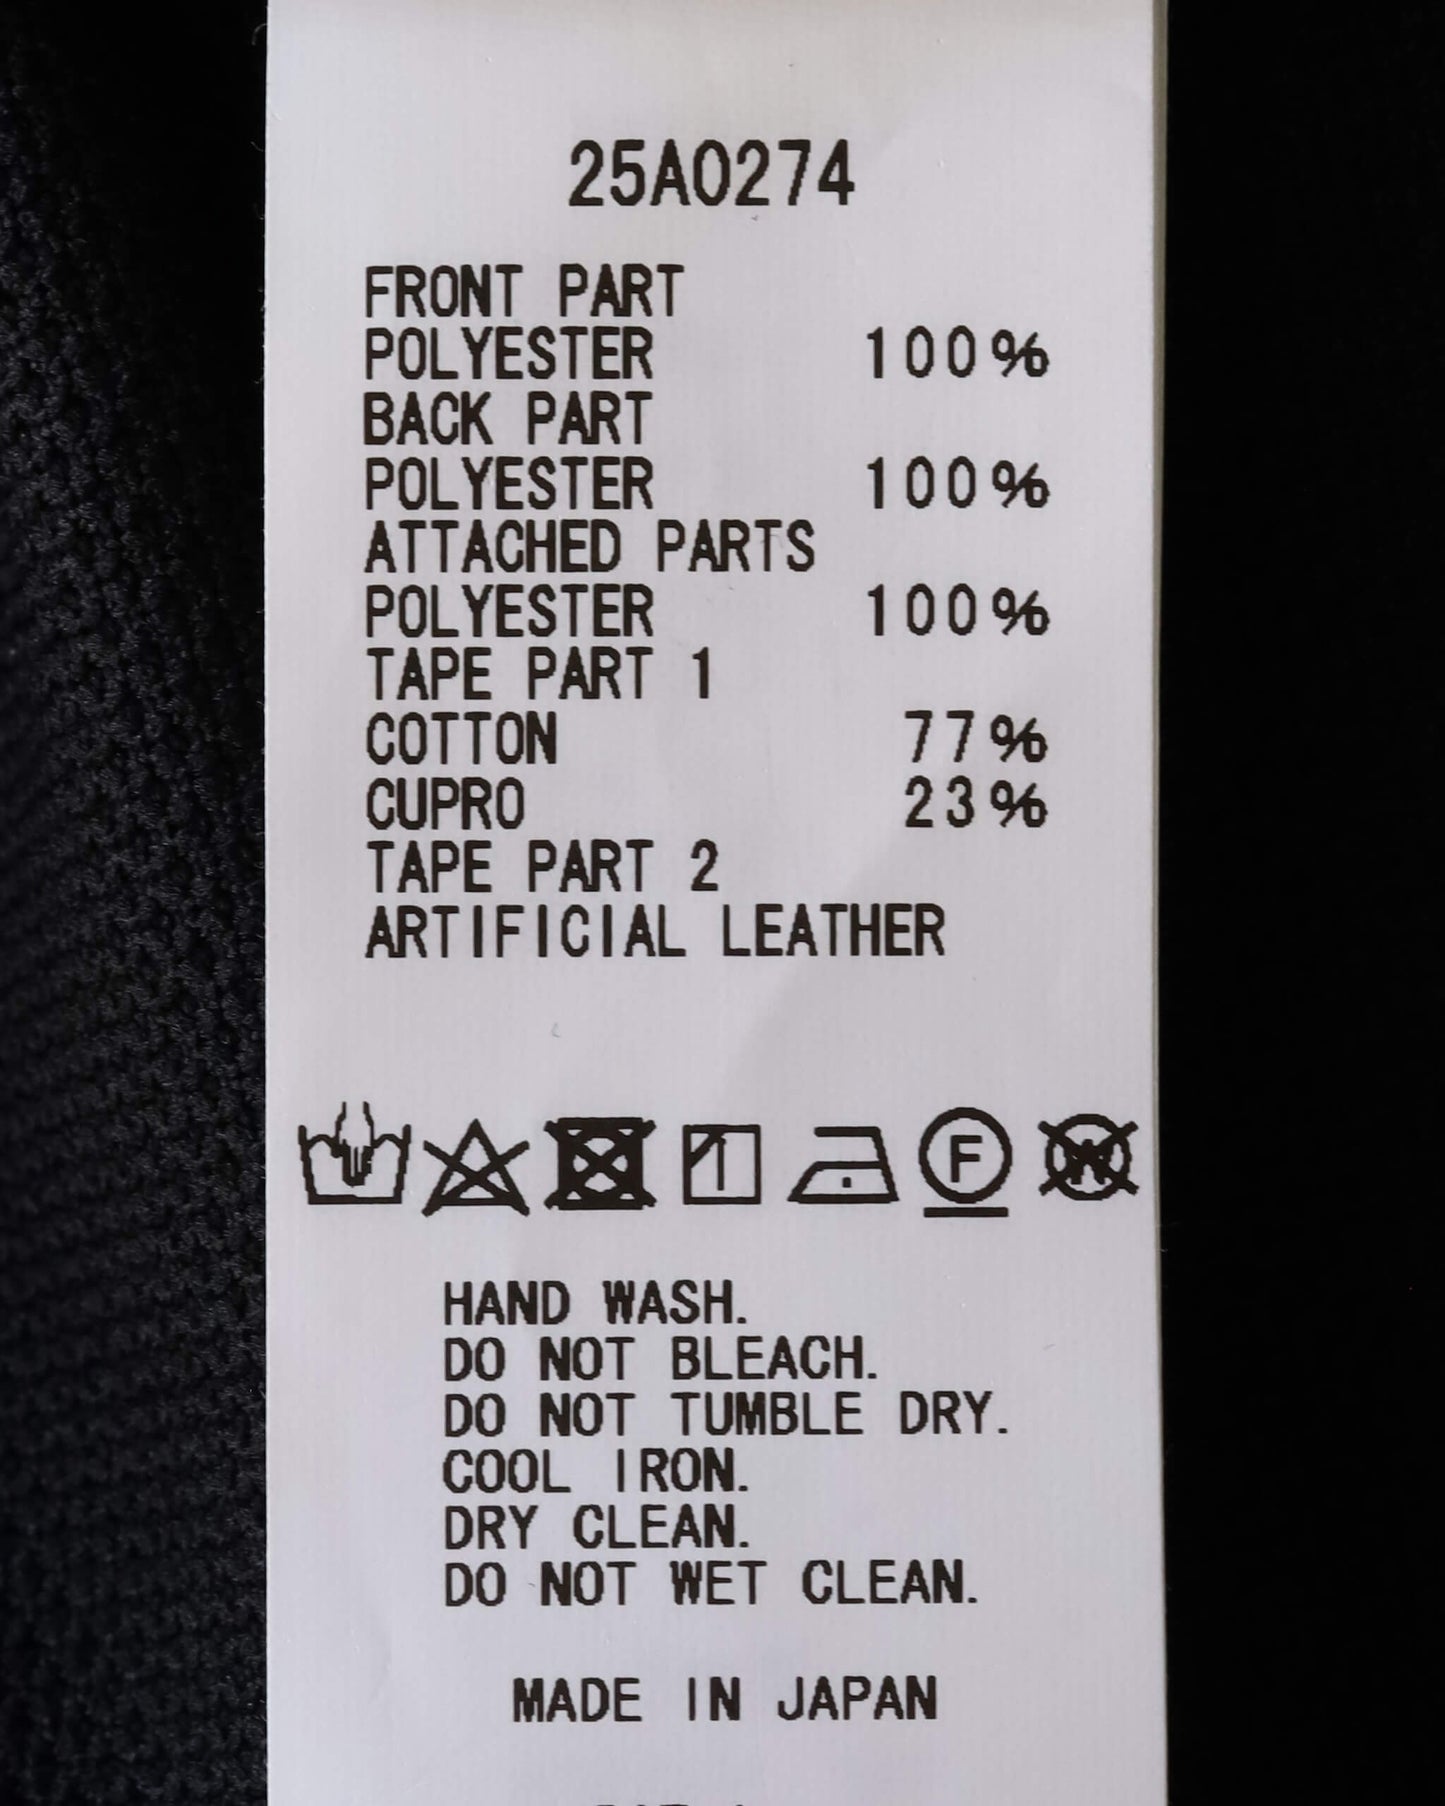 25A0274
FRONT PART
POLYESTER 100%
BACK PART
POLYESTER 100%
ATTACHED PARTS
POLYESTER 100%
TAPE PART 1
COTTON 77%
CUPRO 23%
TAPE PART 2
ARTIFICIAL LEATHER
F W
HAND WASH.
DO NOT BLEACH.
DO NOT TUMBLE DRY.
COOL IRON.
DRY CLEAN.
DO NOT WET CLEAN.
MADE IN JAPAN